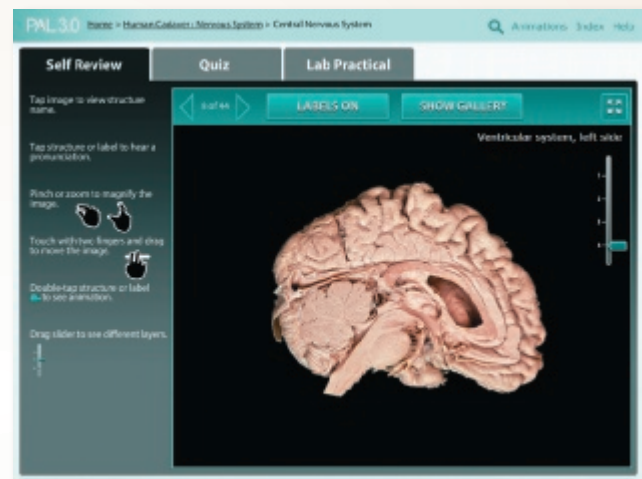 PAL 3.0 Home > Human Cadaver: Nervous System > Central Nervous System
Animations Index Help
Self Review
Quiz
Lab Practical
Tap image to view structure
name.
Tap structure or label to hear a
pronunciation.
Pinch or zoom to magnify the
image.
Touch with two fingers and drag
to move the image.
Double-tap structure or label
to see animation.
Drag slider to see different layers.
of 44
LABELS ON
SHOW GALLERY
Ventricular system, left side